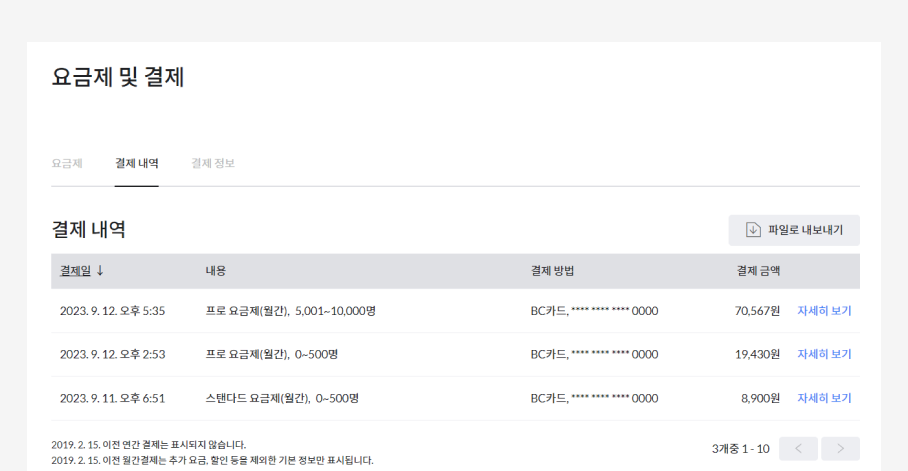 요금제 및 결제
요금제 결제 내역 결제 정보
결제 내역 파일로 내보내기
결제일 ↓ 내용 결제 방법 결제 금액
2023. 9. 12. 오후 5:35 프로 요금제(월간), 5,001~10,000명 BC카드, **** **** **** 0000 70,567원 자세히 보기
2023. 9. 12. 오후 2:53 프로 요금제(월간), 0~500명 BC카드, **** **** **** 0000 19,430원 자세히 보기
2023. 9. 11. 오후 6:51 스탠다드 요금제(월간), 0~500명 BC카드, **** **** **** 0000 8,900원 자세히 보기
2019. 2. 15. 이전 연간 결제는 표시되지 않습니다.
2019. 2. 15. 이전 월간결제는 추가 요금, 할인 등을 제외한 기본 정보만 표시됩니다.
3개중 1 - 10 < >